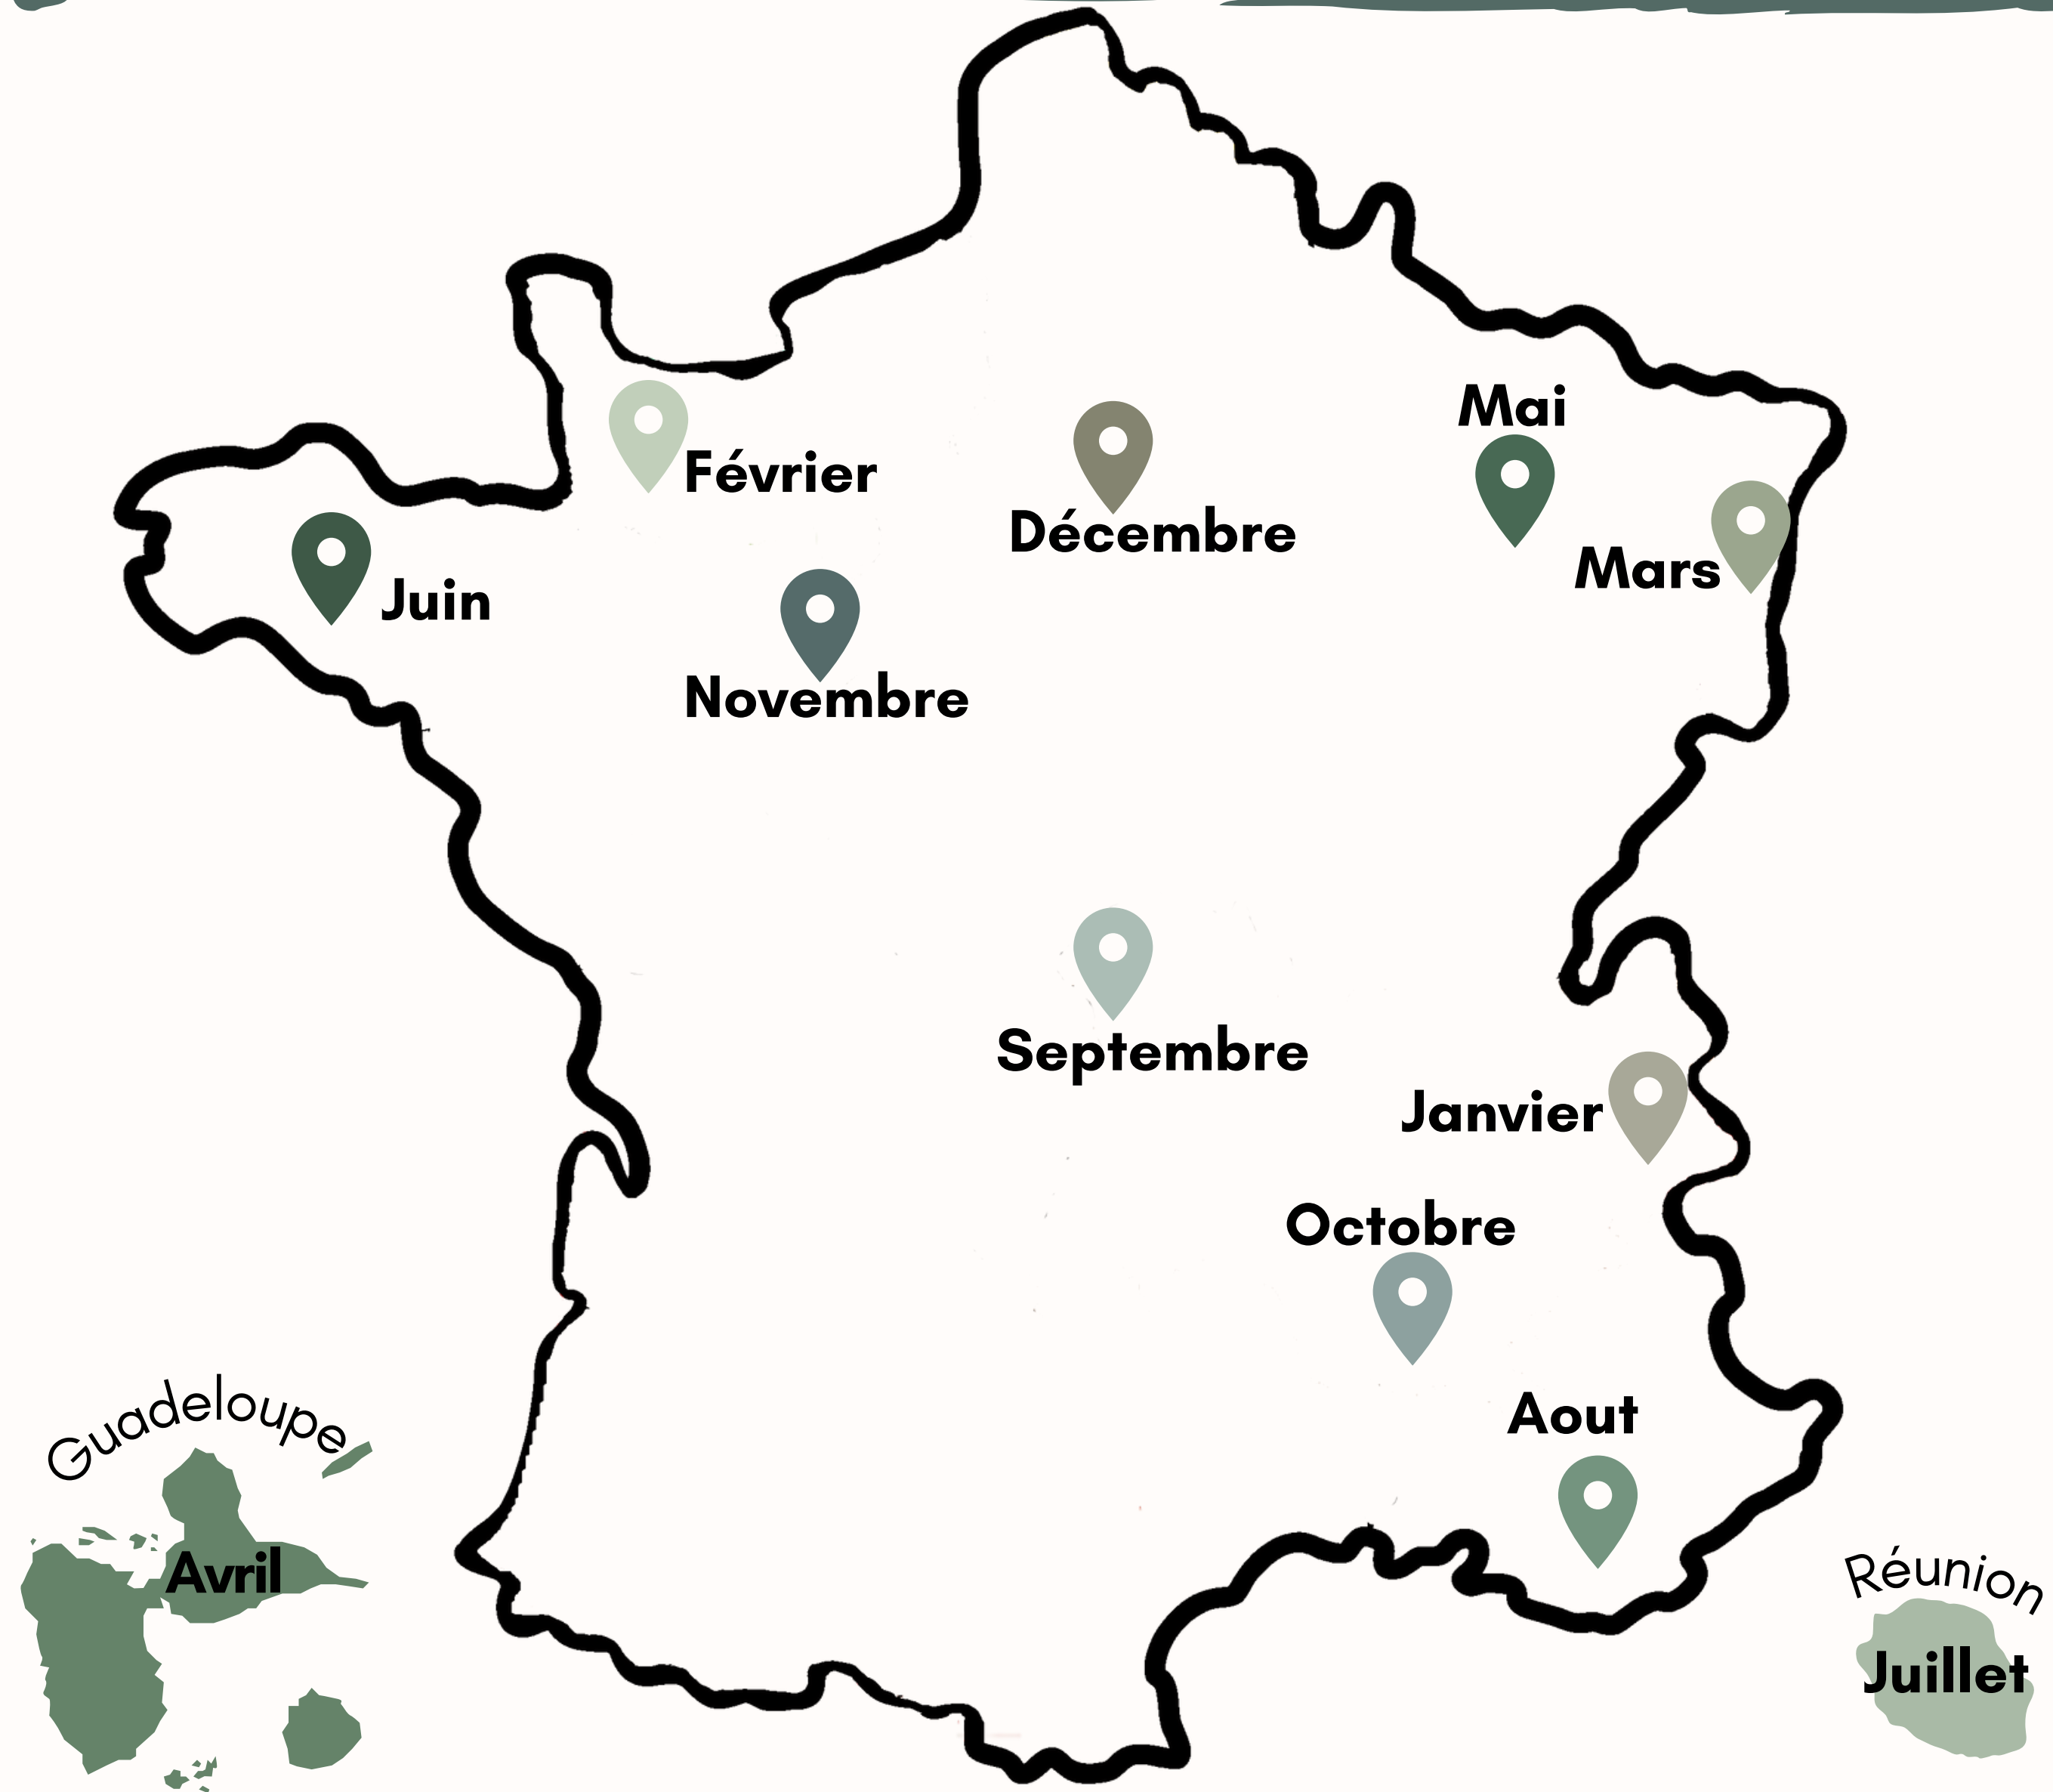 Mai
Février
Décembre
Mars
Juin
Novembre
Septembre
Janvier
Octobre
Aout
Guadeloupe
Avril
Réunion
Juillet